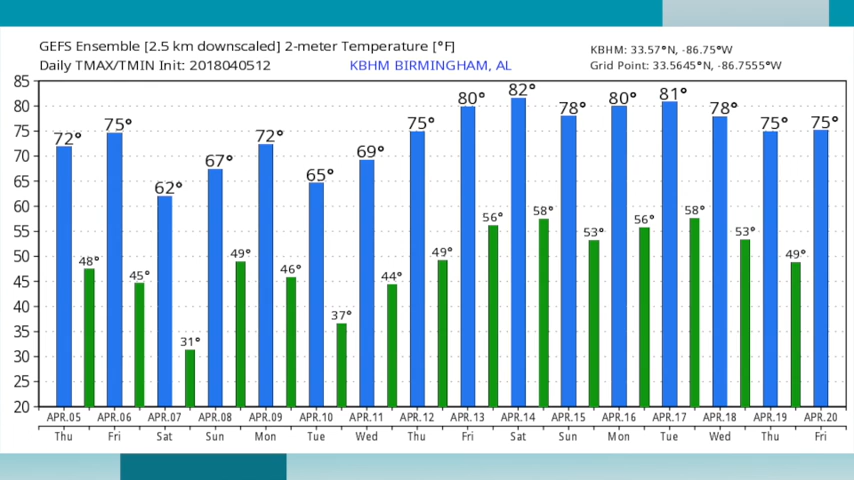 GEFS Ensemble [2.5 km downscaled] 2-meter Temperature [°F]
KBHM: 33.57°N, -86.75°W
Daily TMAX/TMIN Init: 2018040512 KBHM BIRMINGHAM, AL
Grid Point: 33.5645°N, -86.7555°W
85
80
75
70
65
60
55
50
45
40
35
30
25
20
72° 75° 62° 67° 72° 65° 69° 75° 80° 82° 78° 80° 81° 78° 75° 75°
48° 45° 31° 49° 46° 37° 44° 49° 56° 58° 53° 56° 58° 53° 49°
APR.05 APR.06 APR.07 APR.08 APR.09 APR.10 APR.11 APR.12 APR.13 APR.14 APR.15 APR.16 APR.17 APR.18 APR.19 APR.20
Thu Fri Sat Sun Mon Tue Wed Thu Fri Sat Sun Mon Tue Wed Thu Fri